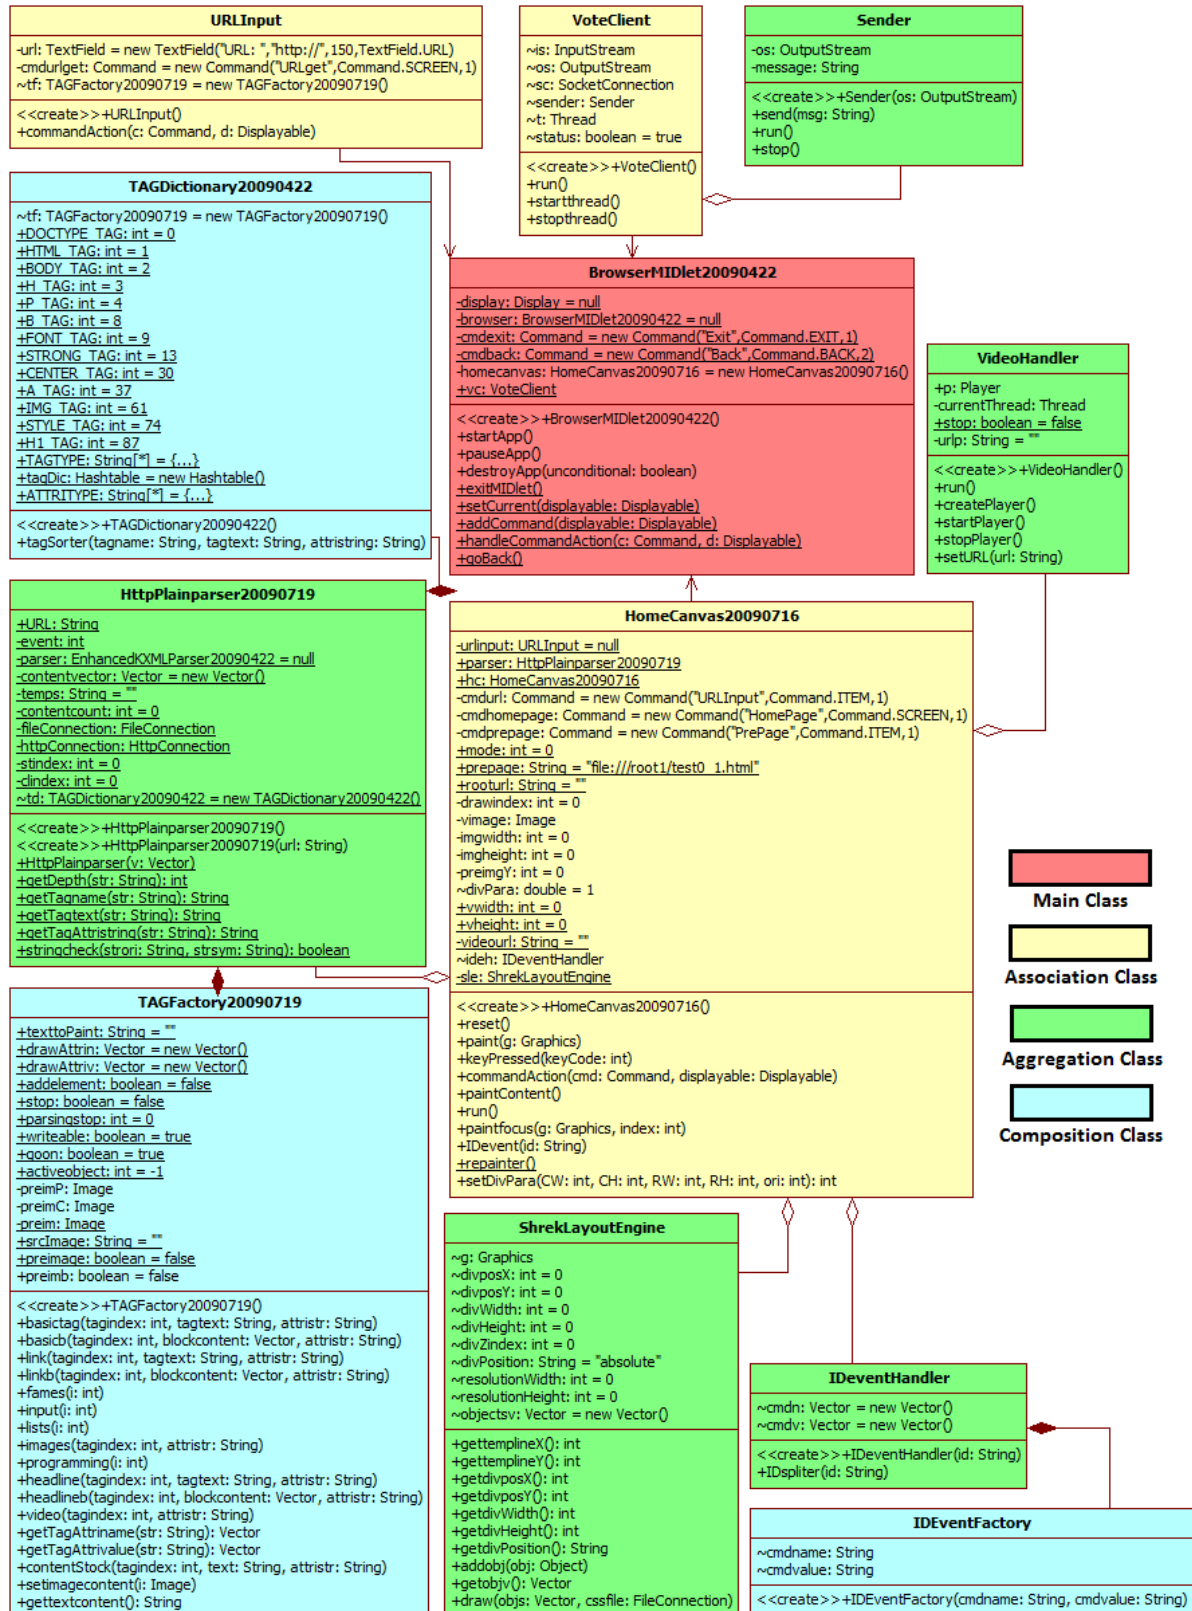 URLInput
-url: TextField = new TextField("URL: ","http://",150,TextField.URL)
-cmdurlget: Command = new Command("URLget",Command.SCREEN,1)
~tf: TAGFactory20090719 = new TAGFactory20090719()
<<create>>+URLInput()
+commandAction(c: Command, d: Displayable)
VoteClient
~is: InputStream
~os: OutputStream
~sc: SocketConnection
~sender: Sender
~t: Thread
~status: boolean = true
<<create>>+VoteClient()
+run()
+startthread()
+stopthread()
Sender
-os: OutputStream
-message: String
<<create>>+Sender(os: OutputStream)
+send(msg: String)
+run()
+stop()
TAGDictionary20090422
~tf: TAGFactory20090719 = new TAGFactory20090719()
+DOCTYPE_TAG: int = 0
+HTML_TAG: int = 1
+BODY_TAG: int = 2
+H_TAG: int = 3
+P_TAG: int = 4
+B_TAG: int = 8
+FONT_TAG: int = 9
+STRONG_TAG: int = 13
+CENTER_TAG: int = 30
+A_TAG: int = 37
+IMG_TAG: int = 61
+STYLE_TAG: int = 74
+H1_TAG: int = 87
+TAGTYPE: String[*] = {...}
+tagDic: Hashtable = new Hashtable()
+ATTRITYPE: String[*] = {...}
<<create>>+TAGDictionary20090422()
+tagSorter(tagname: String, tagtext: String, attristring: String)
BrowserMIDlet20090422
-display: Display = null
-browser: BrowserMIDlet20090422 = null
-cmdexit: Command = new Command("Exit",Command.EXIT,1)
-cmdback: Command = new Command("Back",Command.BACK,2)
-homecanvas: HomeCanvas20090716 = new HomeCanvas20090716()
+vc: VoteClient
<<create>>+BrowserMIDlet20090422()
+startApp()
+pauseApp()
+destroyApp(unconditional: boolean)
+exitMIDlet()
+setCurrent(displayable: Displayable)
+addCommand(displayable: Displayable)
+handleCommandAction(c: Command, d: Displayable)
+goBack()
VideoHandler
+p: Player
-currentThread: Thread
+stop: boolean = false
-urlp: String = ""
<<create>>+VideoHandler()
+run()
+createPlayer()
+startPlayer()
+stopPlayer()
+setURL(url: String)
HttpPlainparser20090719
+URL: String
-event: int
-parser: EnhancedKXMLParser20090422 = null
-contentvector: Vector = new Vector()
-temps: String = ""
-contentcount: int = 0
-fileConnection: FileConnection
-httpConnection: HttpConnection
-stindex: int = 0
-clindex: int = 0
~td: TAGDictionary20090422 = new TAGDictionary20090422()
<<create>>+HttpPlainparser20090719()
<<create>>+HttpPlainparser20090719(url: String)
+HttpPlainparser(v: Vector)
+getDepth(str: String): int
+getTagname(str: String): String
+getTagtext(str: String): String
+getTagAttristring(str: String): String
+stringcheck(strori: String, strsym: String): boolean
HomeCanvas20090716
-urlinput: URLInput = null
+parser: HttpPlainparser20090719
+hc: HomeCanvas20090716
-cmdurl: Command = new Command("URLInput",Command.ITEM,1)
-cmdhomepage: Command = new Command("HomePage",Command.SCREEN,1)
-cmdprepage: Command = new Command("PrePage",Command.ITEM,1)
+mode: int = 0
+prepage: String = "file:///root1/test0_1.html"
+rooturl: String = ""
-drawindex: int = 0
-vimage: Image
-imgwidth: int = 0
-imgheight: int = 0
-preimgY: int = 0
~divPara: double = 1
+vwidth: int = 0
+vheight: int = 0
-videourl: String = ""
~ideh: IDeventHandler
-sle: ShrekLayoutEngine
<<create>>+HomeCanvas20090716()
+reset()
+paint(g: Graphics)
+keyPressed(keyCode: int)
+commandAction(cmd: Command, displayable: Displayable)
+paintContent()
+run()
+paintfocus(g: Graphics, index: int)
+IDevent(id: String)
+repainter()
+setDivPara(CW: int, CH: int, RW: int, RH: int, ori: int): int
Main Class
Association Class
Aggregation Class
Composition Class
TAGFactory20090719
+texttoPaint: String = ""
+drawAttrin: Vector = new Vector()
+drawAttriv: Vector = new Vector()
+addelement: boolean = false
+stop: boolean = false
+parsingstop: int = 0
+writeable: boolean = true
+goon: boolean = true
+activeobject: int = -1
-preimP: Image
-preimC: Image
-preim: Image
+srcImage: String = ""
+preimage: boolean = false
+preimb: boolean = false
<<create>>+TAGFactory20090719()
+basictag(tagindex: int, tagtext: String, attristr: String)
+basicb(tagindex: int, blockcontent: Vector, attristr: String)
+link(tagindex: int, tagtext: String, attristr: String)
+linkb(tagindex: int, blockcontent: Vector, attristr: String)
+fames(i: int)
+input(i: int)
+lists(i: int)
+images(tagindex: int, attristr: String)
+programming(i: int)
+headline(tagindex: int, tagtext: String, attristr: String)
+headlineb(tagindex: int, blockcontent: Vector, attristr: String)
+video(tagindex: int, attristr: String)
+getTagAttriname(str: String): Vector
+getTagAttrivalue(str: String): Vector
+contentStock(tagindex: int, text: String, attristr: String)
+setimagecontent(i: Image)
+gettextcontent(): String
ShrekLayoutEngine
~g: Graphics
~divposX: int = 0
~divposY: int = 0
~divWidth: int = 0
~divHeight: int = 0
~divZindex: int = 0
~divPosition: String = "absolute"
~resolutionWidth: int = 0
~resolutionHeight: int = 0
~objectsv: Vector = new Vector()
+gettemplineX(): int
+gettemplineY(): int
+getdivposX(): int
+getdivposY(): int
+getdivWidth(): int
+getdivHeight(): int
+getdivPosition(): String
+addobj(obj: Object)
+getobjv(): Vector
+draw(objs: Vector, cssfile: FileConnection)
IDeventHandler
~cmdn: Vector = new Vector()
~cmdv: Vector = new Vector()
<<create>>+IDeventHandler(id: String)
+IDspliter(id: String)
IDEventFactory
~cmdname: String
~cmdvalue: String
<<create>>+IDEventFactory(cmdname: String, cmdvalue: String)